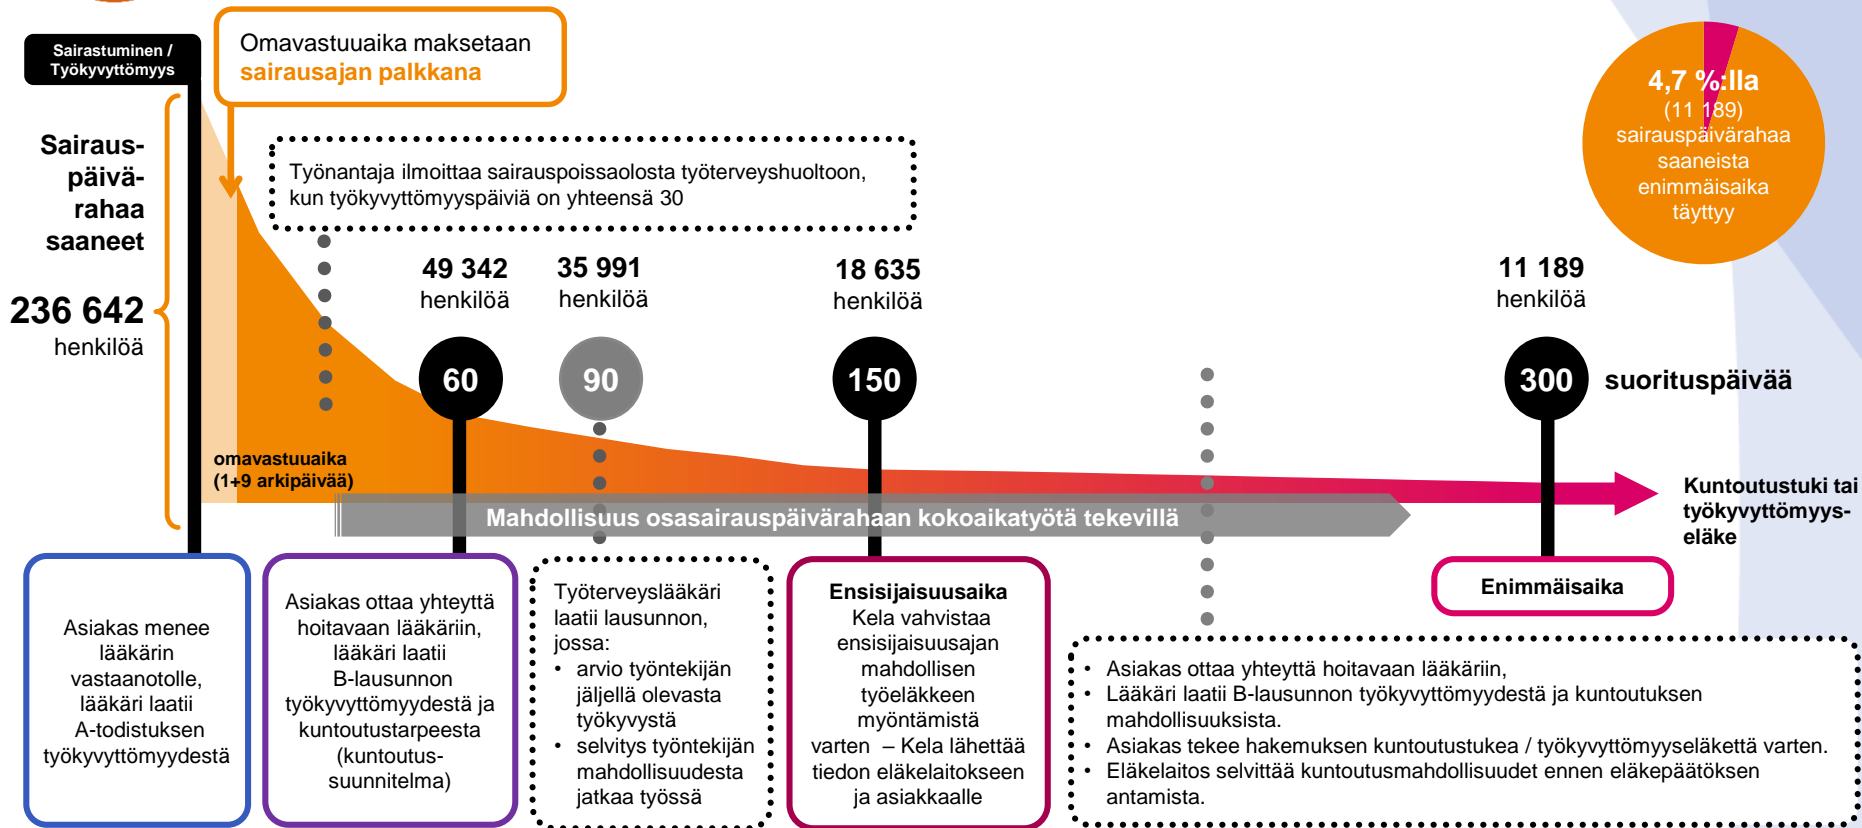 Sairastuminen /
Työkyvyttömyys
Omavastuuaika maksetaan
sairausajan palkkana
4,7 %:lla
(11 189)
sairauspäivärahaa
saaneista
enimmäisaika
täyttyy
Sairaus-
päivä-
rahaa
saaneet
236 642
henkilöä
Työnantaja ilmoittaa sairauspoissaolosta työterveyshuoltoon,
kun työkyvyttömyyspäiviä on yhteensä 30
49 342
henkilöä
35 991
henkilöä
18 635
henkilöä
11 189
henkilöä
60
90
150
300
suorituspäivää
omavastuuaika
(1+9 arkipäivää)
Mahdollisuus osasairauspäivärahaan kokoaikatyötä tekevillä
Kuntoutustuki tai
työkyvyttömyys-
eläke
Asiakas menee
lääkärin
vastaanotolle,
lääkäri laatii
A-todistuksen
työkyvyttömyydestä
Asiakas ottaa yhteyttä
hoitavaan lääkäriin,
lääkäri laatii
B-lausunnon
työkyvyttömyydestä ja
kuntoutustarpeesta
(kuntoutus-
suunnitelma)
Työterveyslääkäri
laatii lausunnon,
jossa:
• arvio työntekijän
jäljellä olevasta
työkyvystä
• selvitys työntekijän
mahdollisuudesta
jatkaa työssä
Ensisijaisuusaika
Kela vahvistaa
ensisijaisuusajan
mahdollisen
työeläkkeen
myöntämistä
varten – Kela lähettää
tiedon eläkelaitokseen
ja asiakkaalle
Enimmäisaika
• Asiakas ottaa yhteyttä hoitavaan lääkäriin,
• Lääkäri laatii B-lausunnon työkyvyttömyydestä ja kuntoutuksen
mahdollisuuksista.
• Asiakas tekee hakemuksen kuntoutustukea / työkyvyttömyyseläkettä varten.
• Eläkelaitos selvittää kuntoutusmahdollisuudet ennen eläkepäätöksen
antamista.